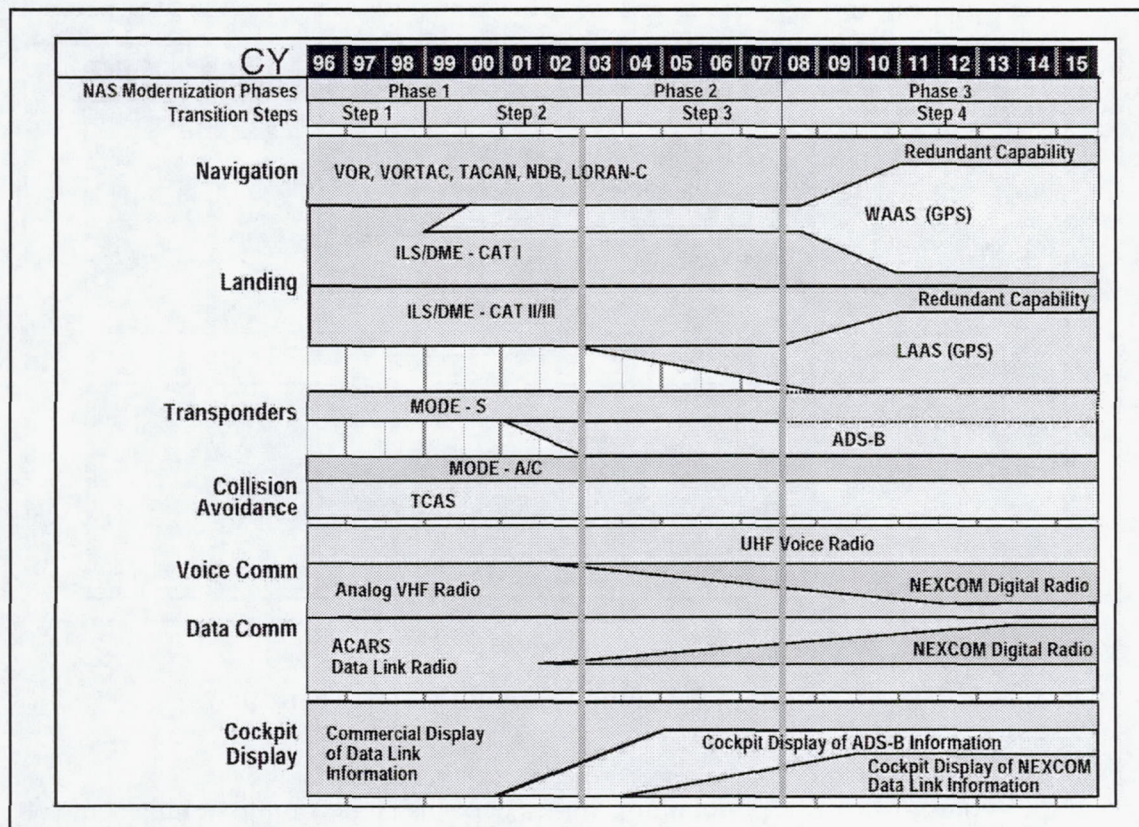 CY 96 97 98 99 00 01 02 03 04 05 06 07 08 09 10 11 12 13 14 15
NAS Modernization Phases Phase 1 Phase 2 Phase 3
Transition Steps Step 1 Step 2 Step 3 Step 4
Redundant Capability
Navigation VOR, VORTAC, TACAN, NDB, LORAN-C
WAAS (GPS)
ILS/DME - CAT I
Landing
Redundant Capability
ILS/DME - CAT II/III
LAAS (GPS)
Transponders MODE - S
ADS-B
MODE - A/C
Collision
Avoidance
TCAS
UHF Voice Radio
Voice Comm
Analog VHF Radio
NEXCOM Digital Radio
Data Comm
ACARS
Data Link Radio
NEXCOM Digital Radio
Cockpit
Display
Commercial Display
of Data Link
Information
Cockpit Display of ADS-B Information
Cockpit Display of NEXCOM
Data Link Information